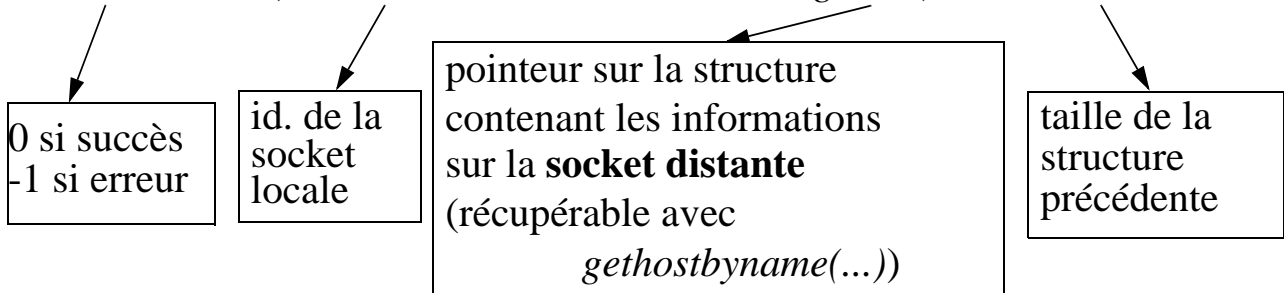 0 si succès
-1 si erreur
id. de la
socket
locale
pointeur sur la structure
contenant les informations
sur la socket distante
(récupérable avec
gethostbyname(...))
taille de la
structure
précédente